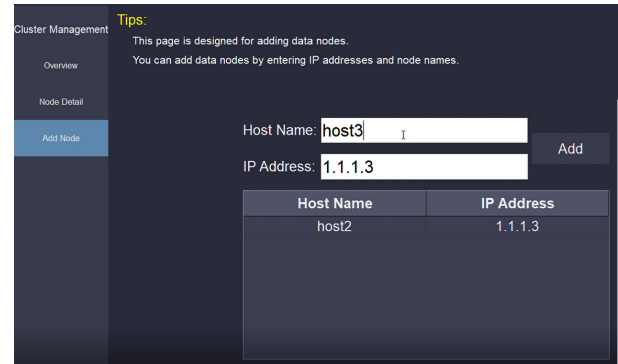 Cluster Management
Overview
Node Detail
Add Node
Tips:
This page is designed for adding data nodes.
You can add data nodes by entering IP addresses and node names.
Host Name: host3
IP Address: 1.1.1.3
Add
Host Name IP Address
host2 1.1.1.3